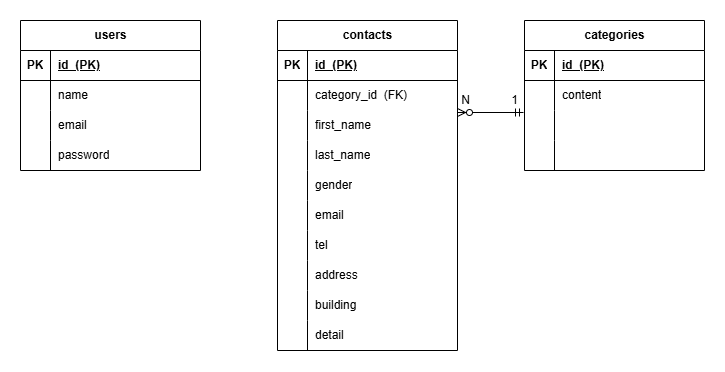 users
PK id (PK)
name
email
password
contacts
PK id (PK)
category_id (FK)
first_name
last_name
gender
email
tel
address
building
detail
N 1
categories
PK id (PK)
content